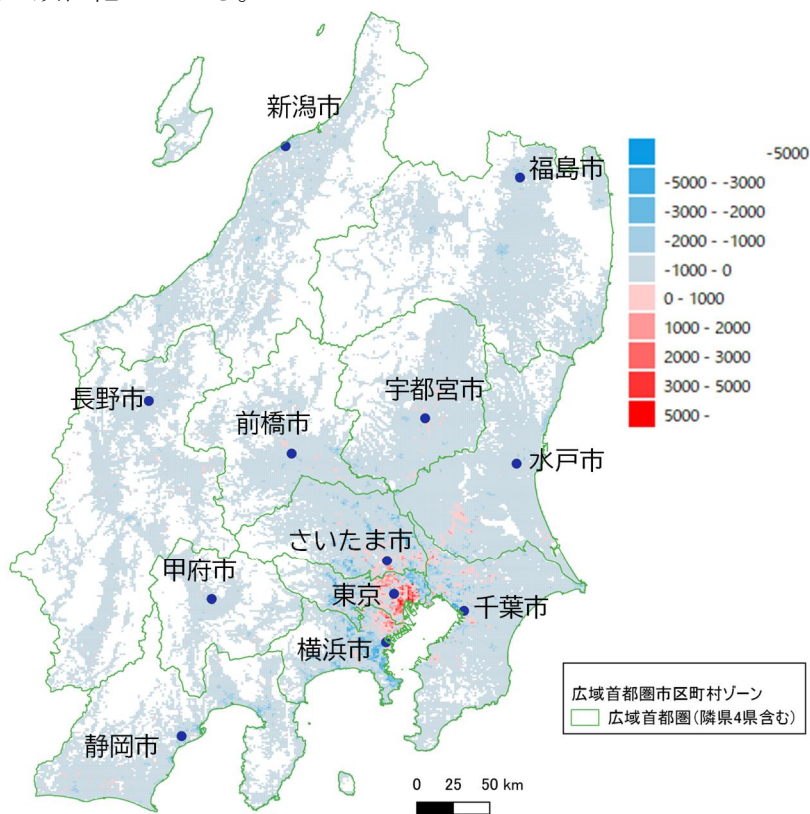 新潟市
福島市
-5000
-5000 - -3000
-3000 - -2000
-2000 - -1000
-1000 - 0
0 - 1000
1000 - 2000
2000 - 3000
3000 - 5000
5000 -
長野市
前橋市
宇都宮市
水戸市
さいたま市
甲府市
東京
千葉市
横浜市
静岡市
広域首都圏市区町村ゾーン
広域首都圏(隣県4県含む)
0 25 50 km